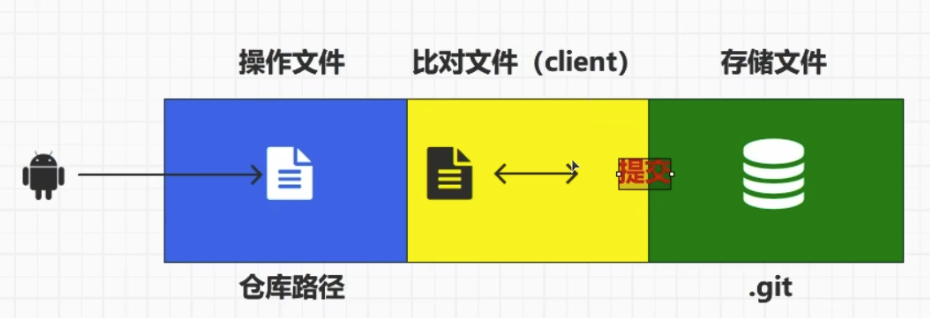 操作文件
比对文件（client）
存储文件
提交
仓库路径
.git